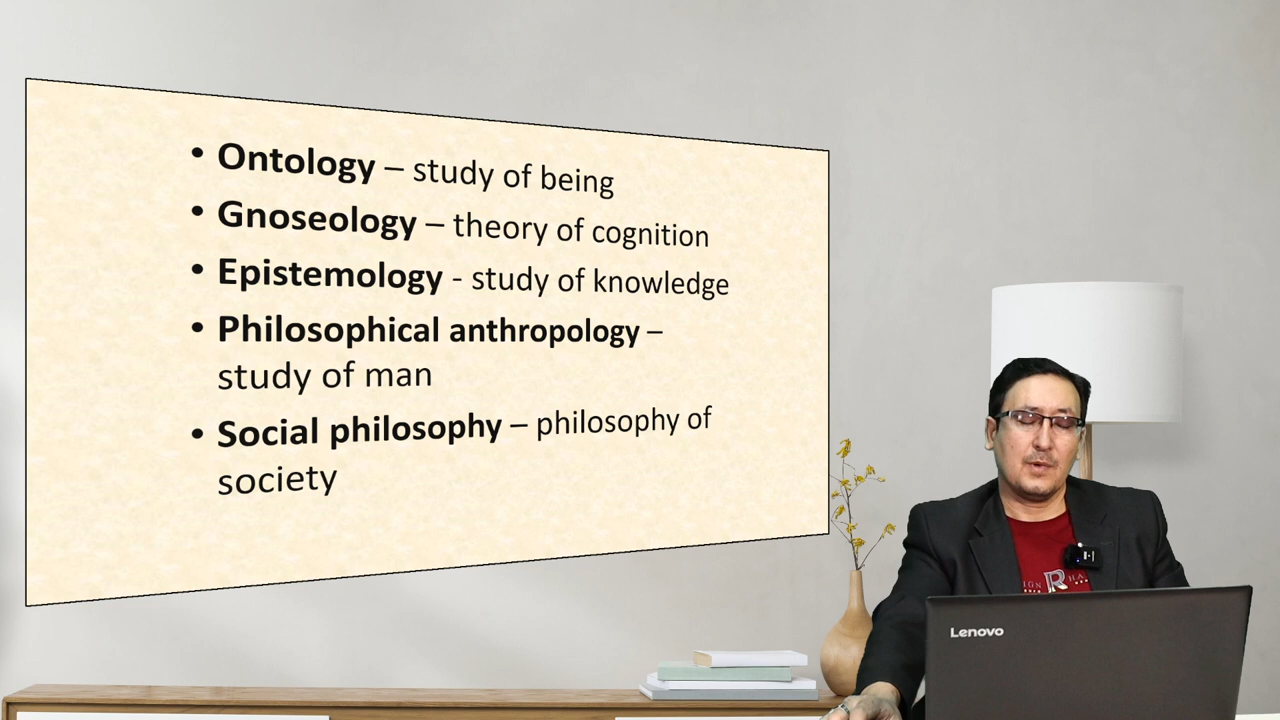 • Ontology – study of being
• Gnoseology – theory of cognition
• Epistemology - study of knowledge
• Philosophical anthropology –
study of man
• Social philosophy – philosophy of
society
Lenovo